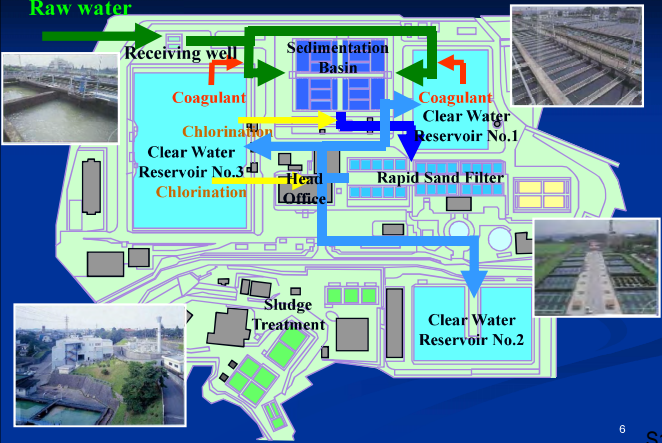 Raw water
Receiving well
Sedimentation
Basin
Coagulant
Coagulant
Clear Water
Reservoir No.1
Chlorination
Clear Water
Reservoir No.3
Chlorination
Head
Office
Rapid Sand Filter
Sludge
Treatment
Clear Water
Reservoir No.2
6